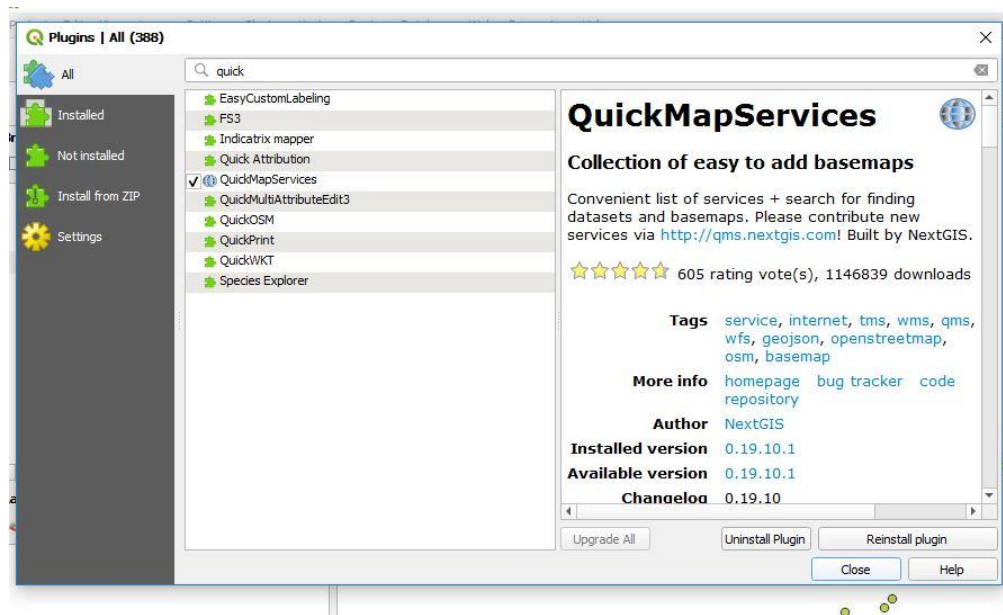 Plugins | All (388)
All
Installed
Not installed
Install from ZIP
Settings
quick
EasyCustomLabeling
FS3
Indicatrix mapper
Quick Attribution
QuickMapServices
QuickMultiAttributeEdit3
QuickOSM
QuickPrint
QuickWKT
Species Explorer
QuickMapServices
Collection of easy to add basemaps
Convenient list of services + search for finding
datasets and basemaps. Please contribute new
services via http://qms.nextgis.com! Built by NextGIS.
605 rating vote(s), 1146839 downloads
Tags service, internet, tms, wms, qms,
wfs, geojson, openstreetmap,
osm, basemap
More info homepage bug tracker code
repository
Author NextGIS
Installed version 0.19.10.1
Available version 0.19.10.1
Changelog 0.19.10
Upgrade All Uninstall Plugin Reinstall plugin
Close Help